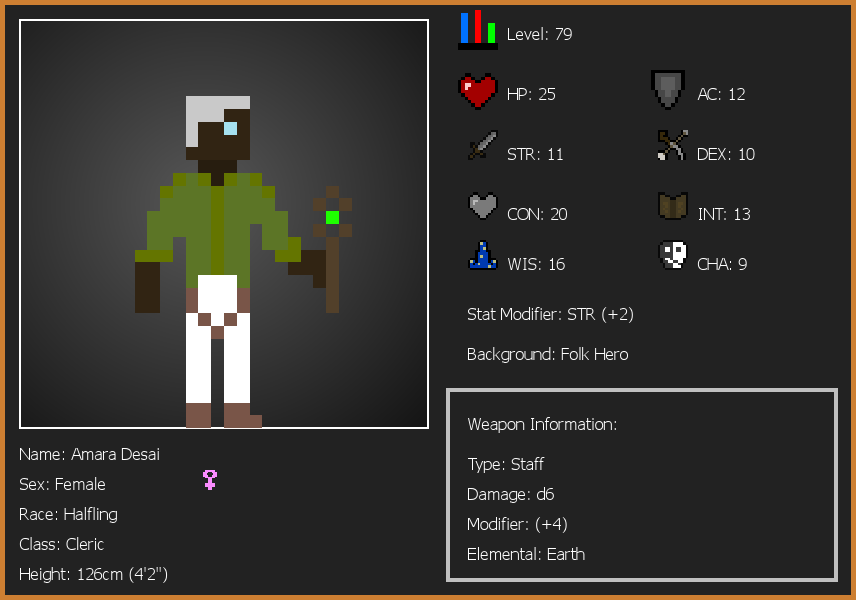 Level: 79
HP: 25
AC: 12
STR: 11
DEX: 10
CON: 20
INT: 13
WIS: 16
CHA: 9
Stat Modifier: STR (+2)
Background: Folk Hero
Weapon Information:
Type: Staff
Damage: d6
Modifier: (+4)
Elemental: Earth
Name: Amara Desai
Sex: Female
Race: Halfling
Class: Cleric
Height: 126cm (4'2")